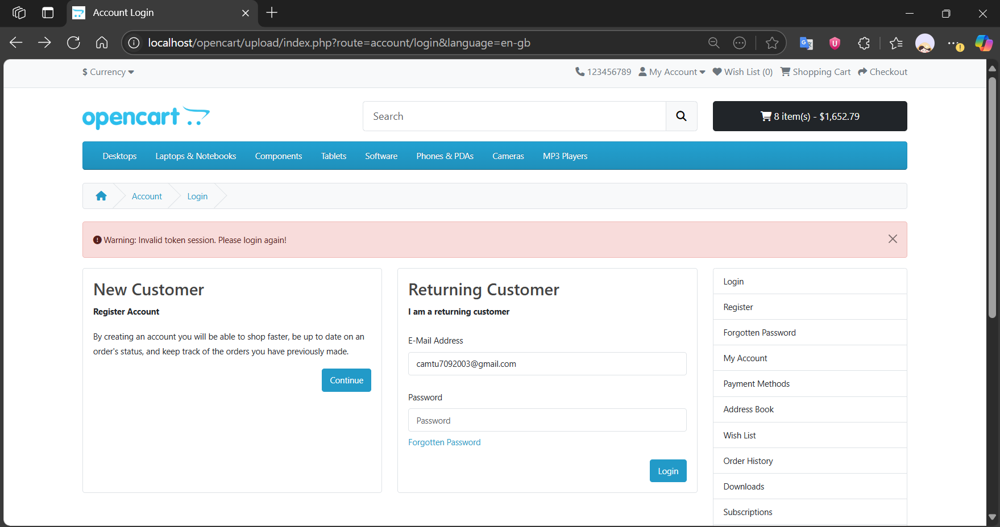 Account Login
localhost/opencart/upload/index.php?route=account/login&language=en-gb
$ Currency
123456789 My Account Wish List (0) Shopping Cart Checkout
opencart
Search
8 item(s) - $1,652.79
Desktops Laptops & Notebooks Components Tablets Software Phones & PDAs Cameras MP3 Players
Account Login
Warning: Invalid token session. Please login again!
New Customer
Register Account
By creating an account you will be able to shop faster, be up to date on an
order's status, and keep track of the orders you have previously made.
Continue
Returning Customer
I am a returning customer
E-Mail Address
camtu7092003@gmail.com
Password
Password
Forgotten Password
Login
Login
Register
Forgotten Password
My Account
Payment Methods
Address Book
Wish List
Order History
Downloads
Subscriptions